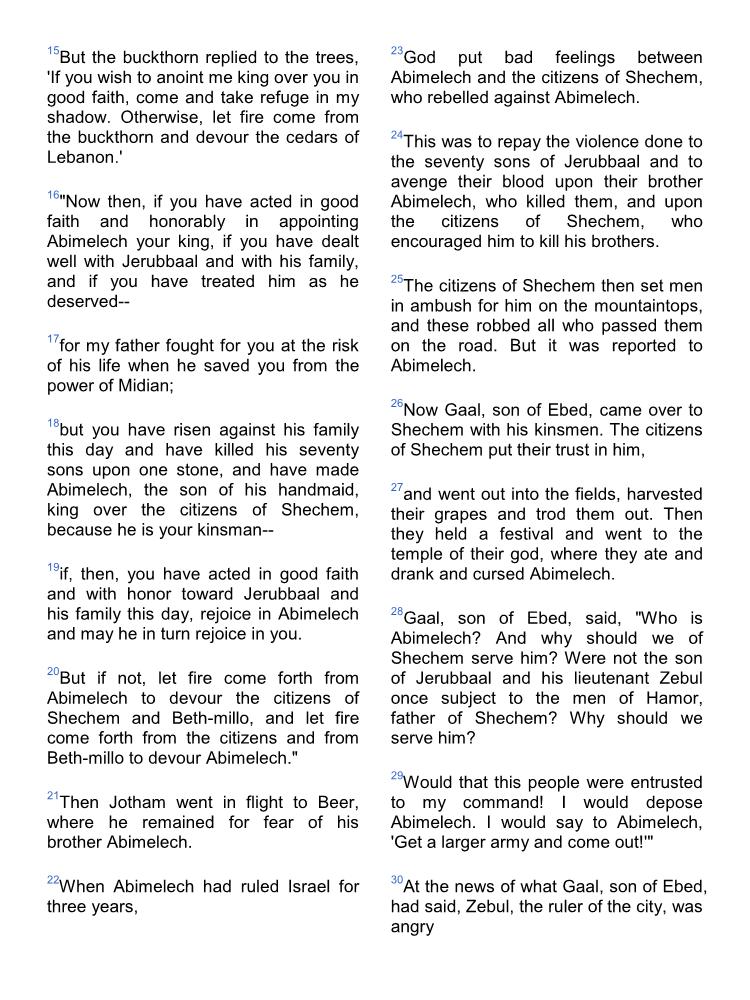 15But the buckthorn replied to the trees,
'If you wish to anoint me king over you in
good faith, come and take refuge in my
shadow. Otherwise, let fire come from
the buckthorn and devour the cedars of
Lebanon.'
16"Now then, if you have acted in good
faith and honorably in appointing
Abimelech your king, if you have dealt
well with Jerubbaal and with his family,
and if you have treated him as he
deserved--
17for my father fought for you at the risk
of his life when he saved you from the
power of Midian;
18but you have risen against his family
this day and have killed his seventy
sons upon one stone, and have made
Abimelech, the son of his handmaid,
king over the citizens of Shechem,
because he is your kinsman--
19if, then, you have acted in good faith
and with honor toward Jerubbaal and
his family this day, rejoice in Abimelech
and may he in turn rejoice in you.
20But if not, let fire come forth from
Abimelech to devour the citizens of
Shechem and Beth-millo, and let fire
come forth from the citizens and from
Beth-millo to devour Abimelech."
21Then Jotham went in flight to Beer,
where he remained for fear of his
brother Abimelech.
22When Abimelech had ruled Israel for
three years,
23God put bad feelings between
Abimelech and the citizens of Shechem,
who rebelled against Abimelech.
24This was to repay the violence done to
the seventy sons of Jerubbaal and to
avenge their blood upon their brother
Abimelech, who killed them, and upon
the citizens of Shechem, who
encouraged him to kill his brothers.
25The citizens of Shechem then set men
in ambush for him on the mountaintops,
and these robbed all who passed them
on the road. But it was reported to
Abimelech.
26Now Gaal, son of Ebed, came over to
Shechem with his kinsmen. The citizens
of Shechem put their trust in him,
27and went out into the fields, harvested
their grapes and trod them out. Then
they held a festival and went to the
temple of their god, where they ate and
drank and cursed Abimelech.
28Gaal, son of Ebed, said, "Who is
Abimelech? And why should we of
Shechem serve him? Were not the son
of Jerubbaal and his lieutenant Zebul
once subject to the men of Hamor,
father of Shechem? Why should we
serve him?
29Would that this people were entrusted
to my command! I would depose
Abimelech. I would say to Abimelech,
'Get a larger army and come out!'"
30At the news of what Gaal, son of Ebed,
had said, Zebul, the ruler of the city, was
angry